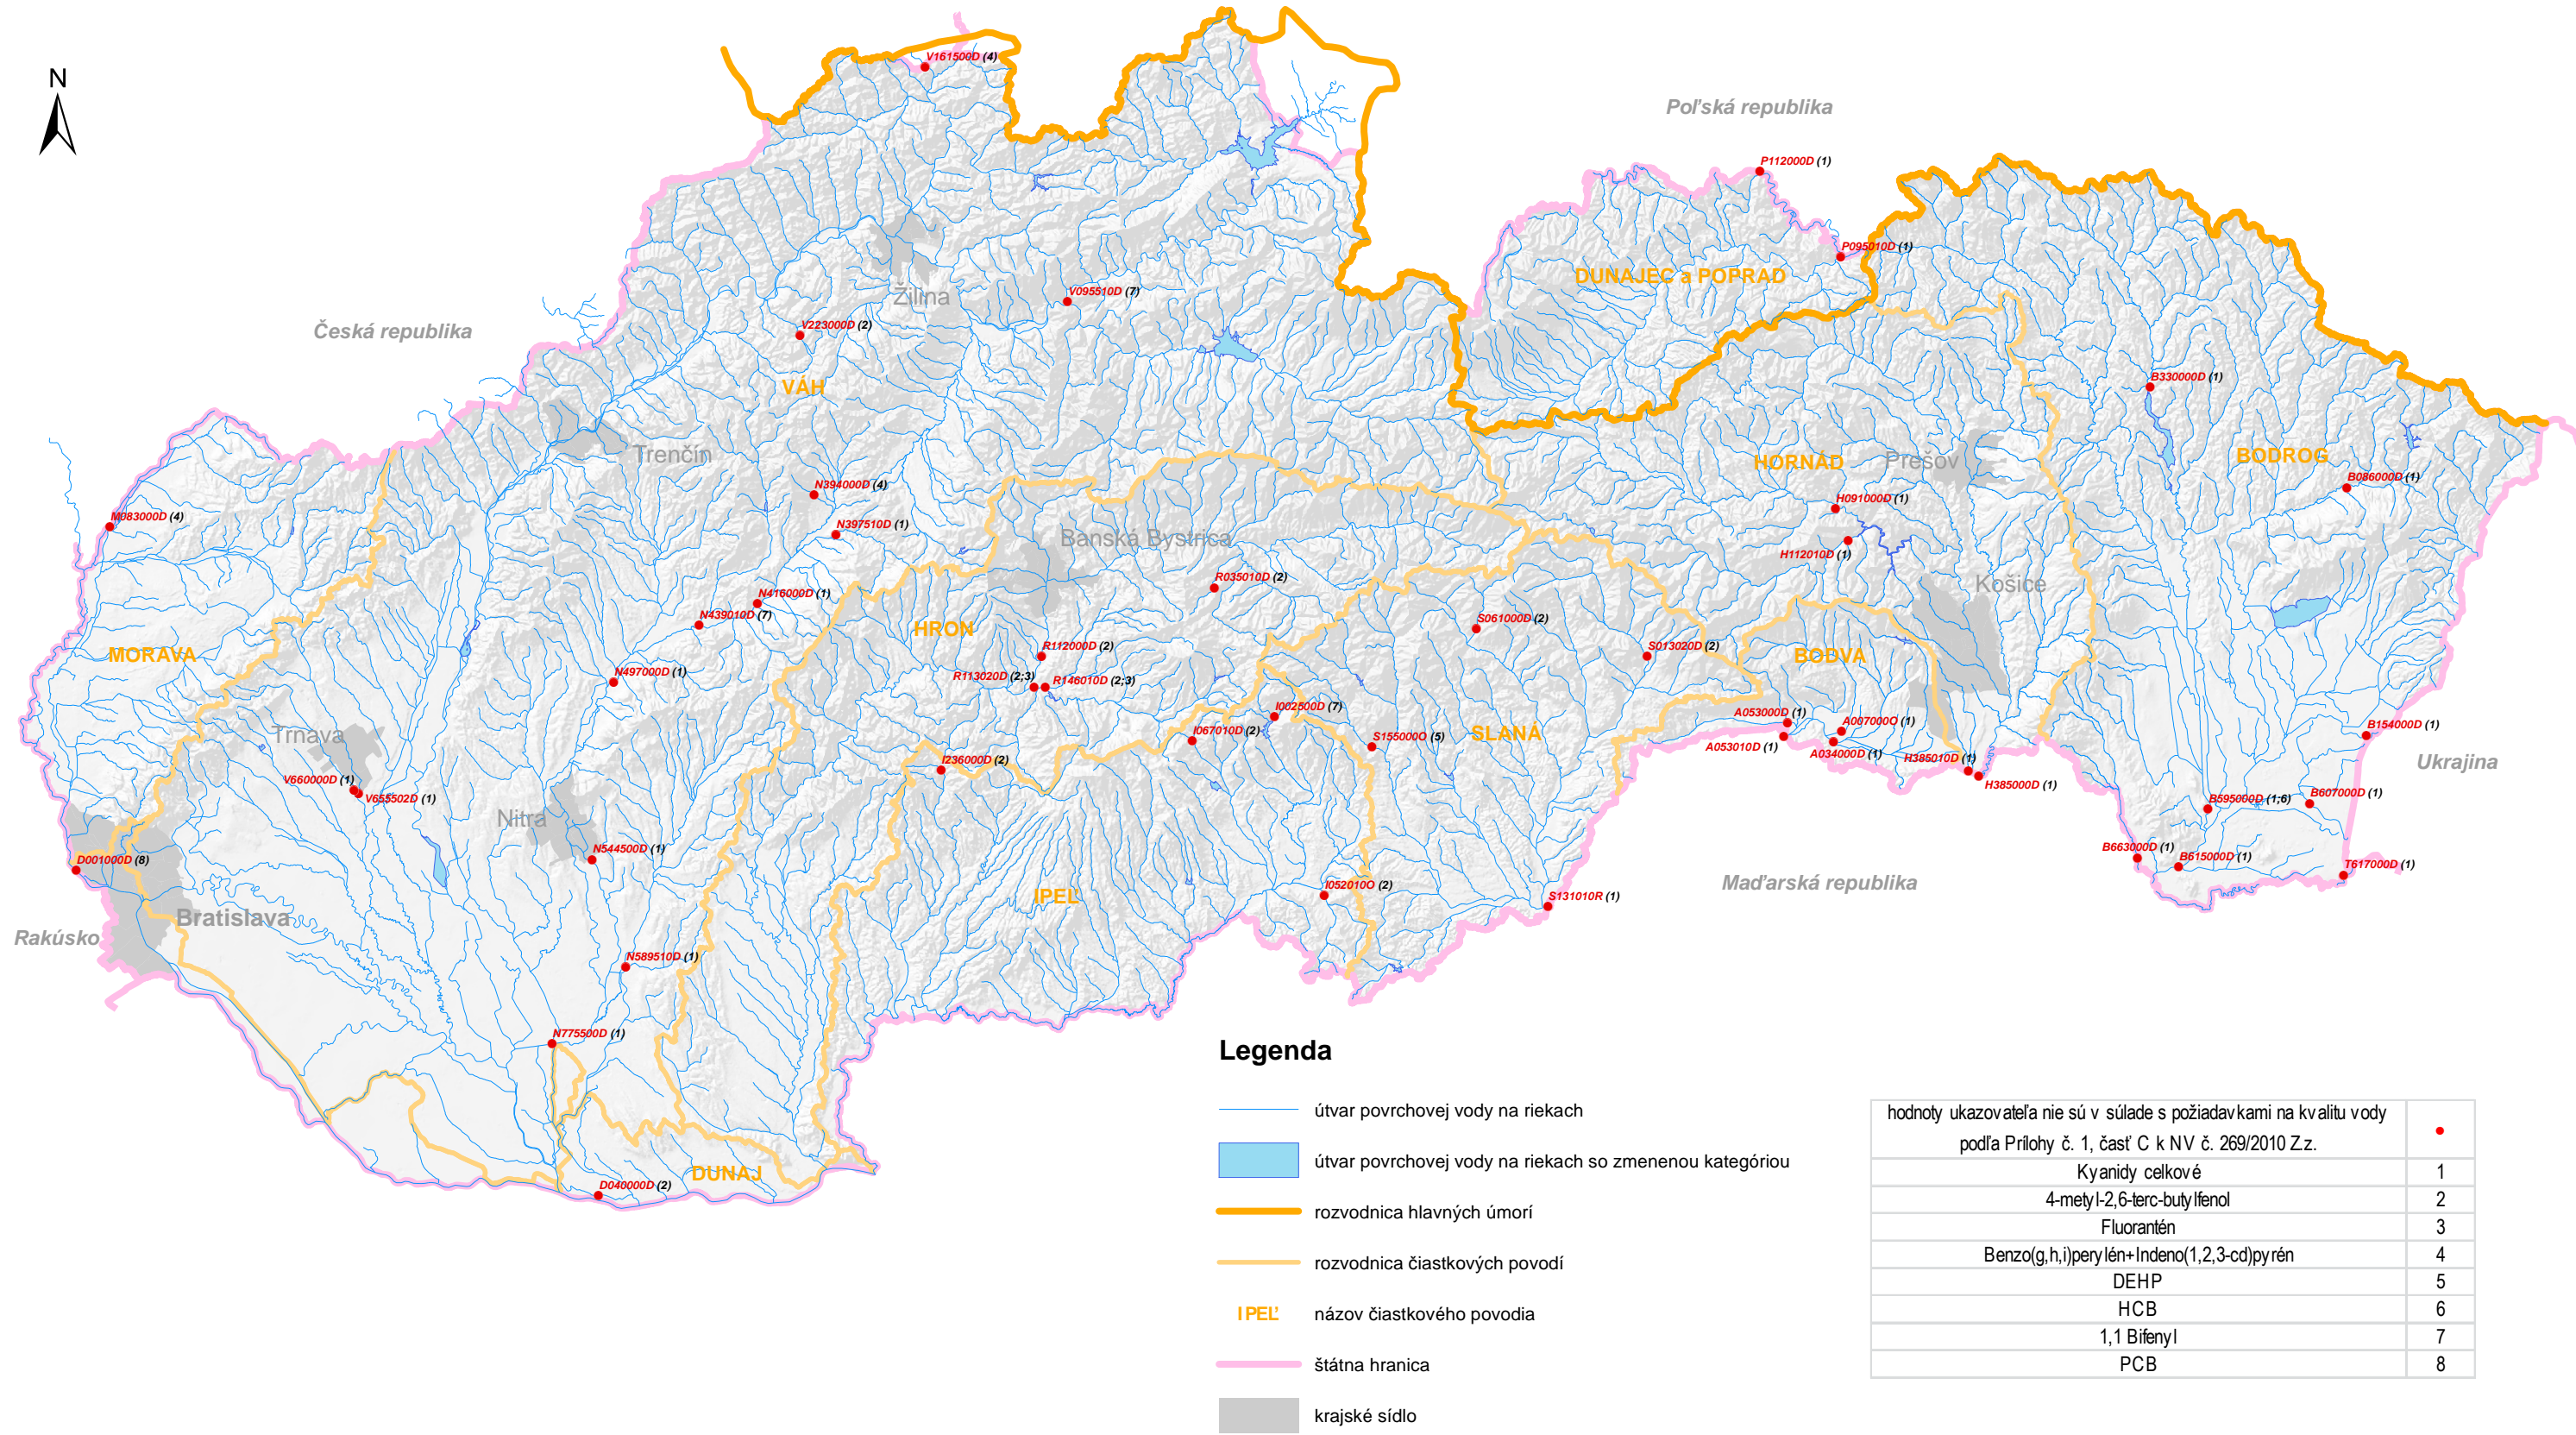 N
V161500D (4)
Poľská republika
P112000D (1)
P095010D (1)
DUNAJEC a POPRAD
Žilina
V095510D (7)
V223000D (2)
Česká republika
VÁH
B330000D (1)
Trenčín
HORNÁD
Prešov
BODROG
B086000D (1)
N394000D (4)
H091000D (1)
M083000D (4)
N397510D (1)
Banská Bystrica
H112010D (1)
R035010D (2)
Košice
N416000D (1)
N439010D (7)
HRON
S061000D (2)
MORAVA
R112000D (2)
S013020D (2)
BODVA
N497000D (1)
R113020D (2;3)
R146010D (2;3)
I002500D (7)
A053000D (1)
A007000O (1)
B154000D (1)
Trnava
I067010D (2)
S155000O (5)
SLANÁ
A053010D (1)
A034000D (1)
I236000D (2)
H385010D (1)
Ukrajina
V660000D (1)
V655502D (1)
H385000D (1)
B595000D (1;6)
B607000D (1)
Nitra
N544500D (1)
D001000D (8)
B663000D (1)
B615000D (1)
T617000D (1)
I052010O (2)
Maďarská republika
IPEĽ
S131010R (1)
Bratislava
Rakúsko
N589510D (1)
N775500D (1)
DUNAJ
D040000D (2)
Legenda
útvar povrchovej vody na riekach
útvar povrchovej vody na riekach so zmenenou kategóriou
rozvodnica hlavných úmorí
rozvodnica čiastkových povodí
IPEĽ názov čiastkového povodia
štátna hranica
krajské sídlo
hodnoty ukazovateľa nie sú v súlade s požiadavkami na kvalitu vody
podľa Prílohy č. 1, časť C k NV č. 269/2010 Z.z.
Kyanidy celkové 1
4-metyl-2,6-terc-butylfenol 2
Fluorantén 3
Benzo(g,h,i)perylén+Indeno(1,2,3-cd)pyrén 4
DEHP 5
HCB 6
1,1 Bifenyl 7
PCB 8